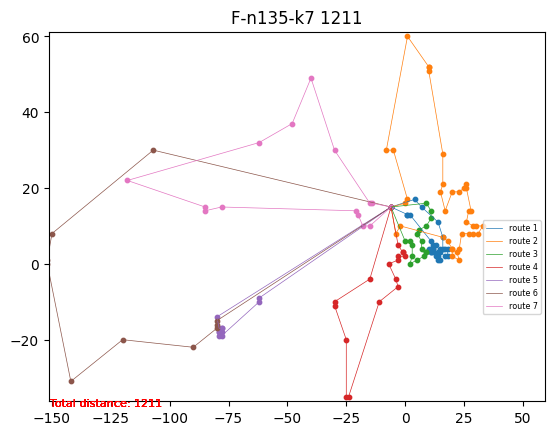 F-n135-k7 1211
60
40
20
0
−20
−150
−125
−100
−75
−50
−25
0
25
50
route 1
route 2
route 3
route 4
route 5
route 6
route 7
Total distance: 1211